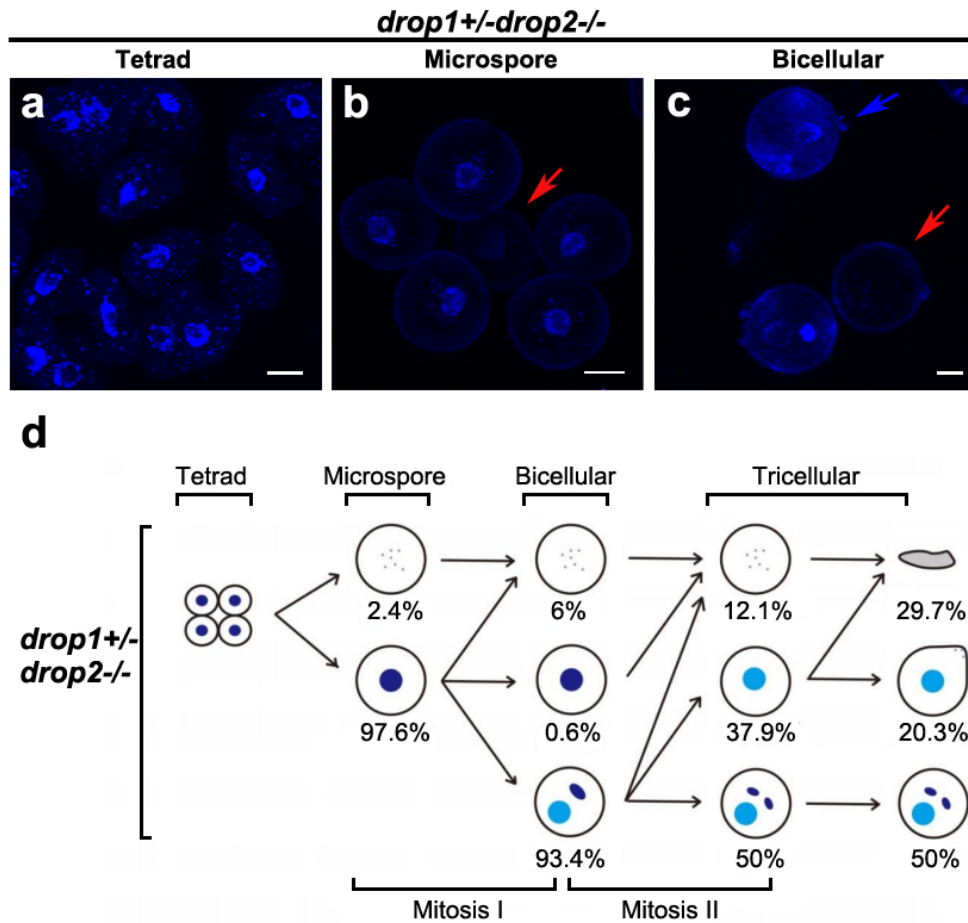 drop1+/-drop2-/-
Tetrad Microspore Bicellular
a b c
d
Tetrad Microspore Bicellular Tricellular
2.4% 6% 12.1% 29.7%
drop1+/-
drop2-/-
97.6% 0.6% 37.9% 20.3%
93.4% 50% 50%
Mitosis I Mitosis II